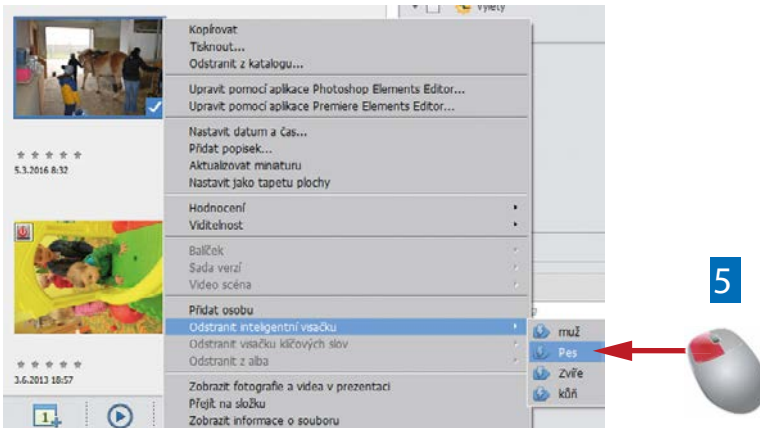 Výlety
Kopírovat
Tisknout...
Odstranit z katalogu...
Upravit pomocí aplikace Photoshop Elements Editor...
Upravit pomocí aplikace Premiere Elements Editor...
Nastavit datum a čas...
Přidat popisek...
Aktualizovat miniaturu
Nastavit jako tapetu plochy
5.3.2016 8:32
Hodnocení
Viditelnost
Balíček
Sada verzí
Video scéna
Přidat osobu
Odstranit inteligentní visačku
Odstranit visačku klíčových slov
Odstranit z alba
muž
Pes
Zvíře
kůň
5
3.6.2013 18:57
Zobrazit fotografie a videa v prezentaci
Přejít na složku
Zobrazit informace o souboru
1